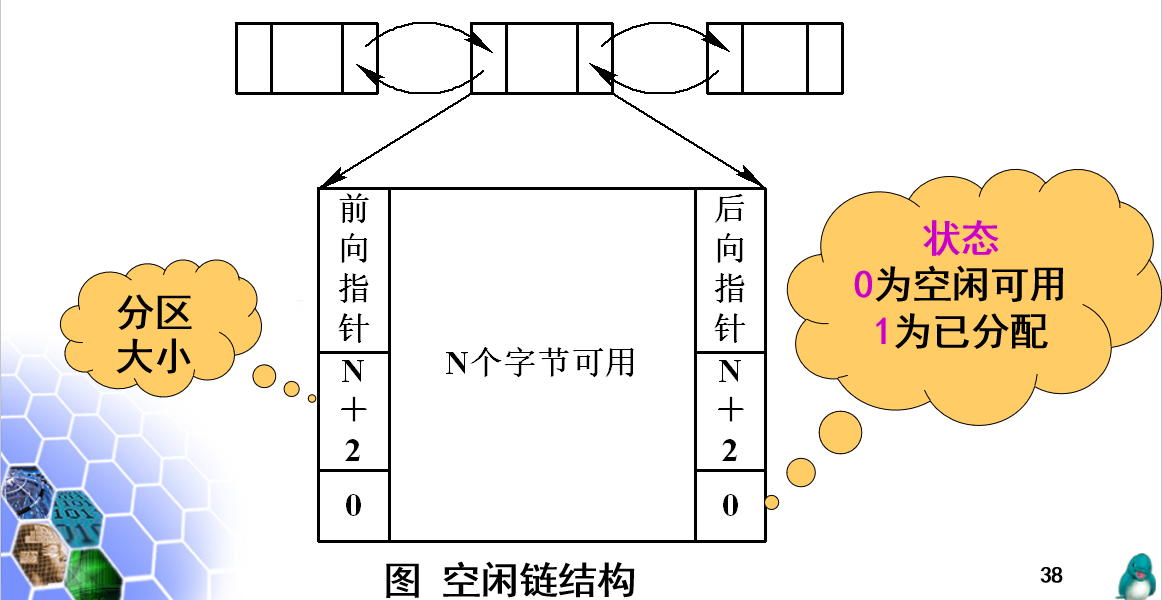 前向指针
N+2
0
N个字节可用
后向指针
N+2
0
分区
大小
状态
0为空闲可用
1为已分配
图 空闲链结构
38